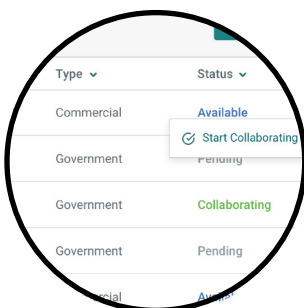 Type Status
Commercial Available
Start Collaborating
Government Pending
Government Collaborating
Government Pending